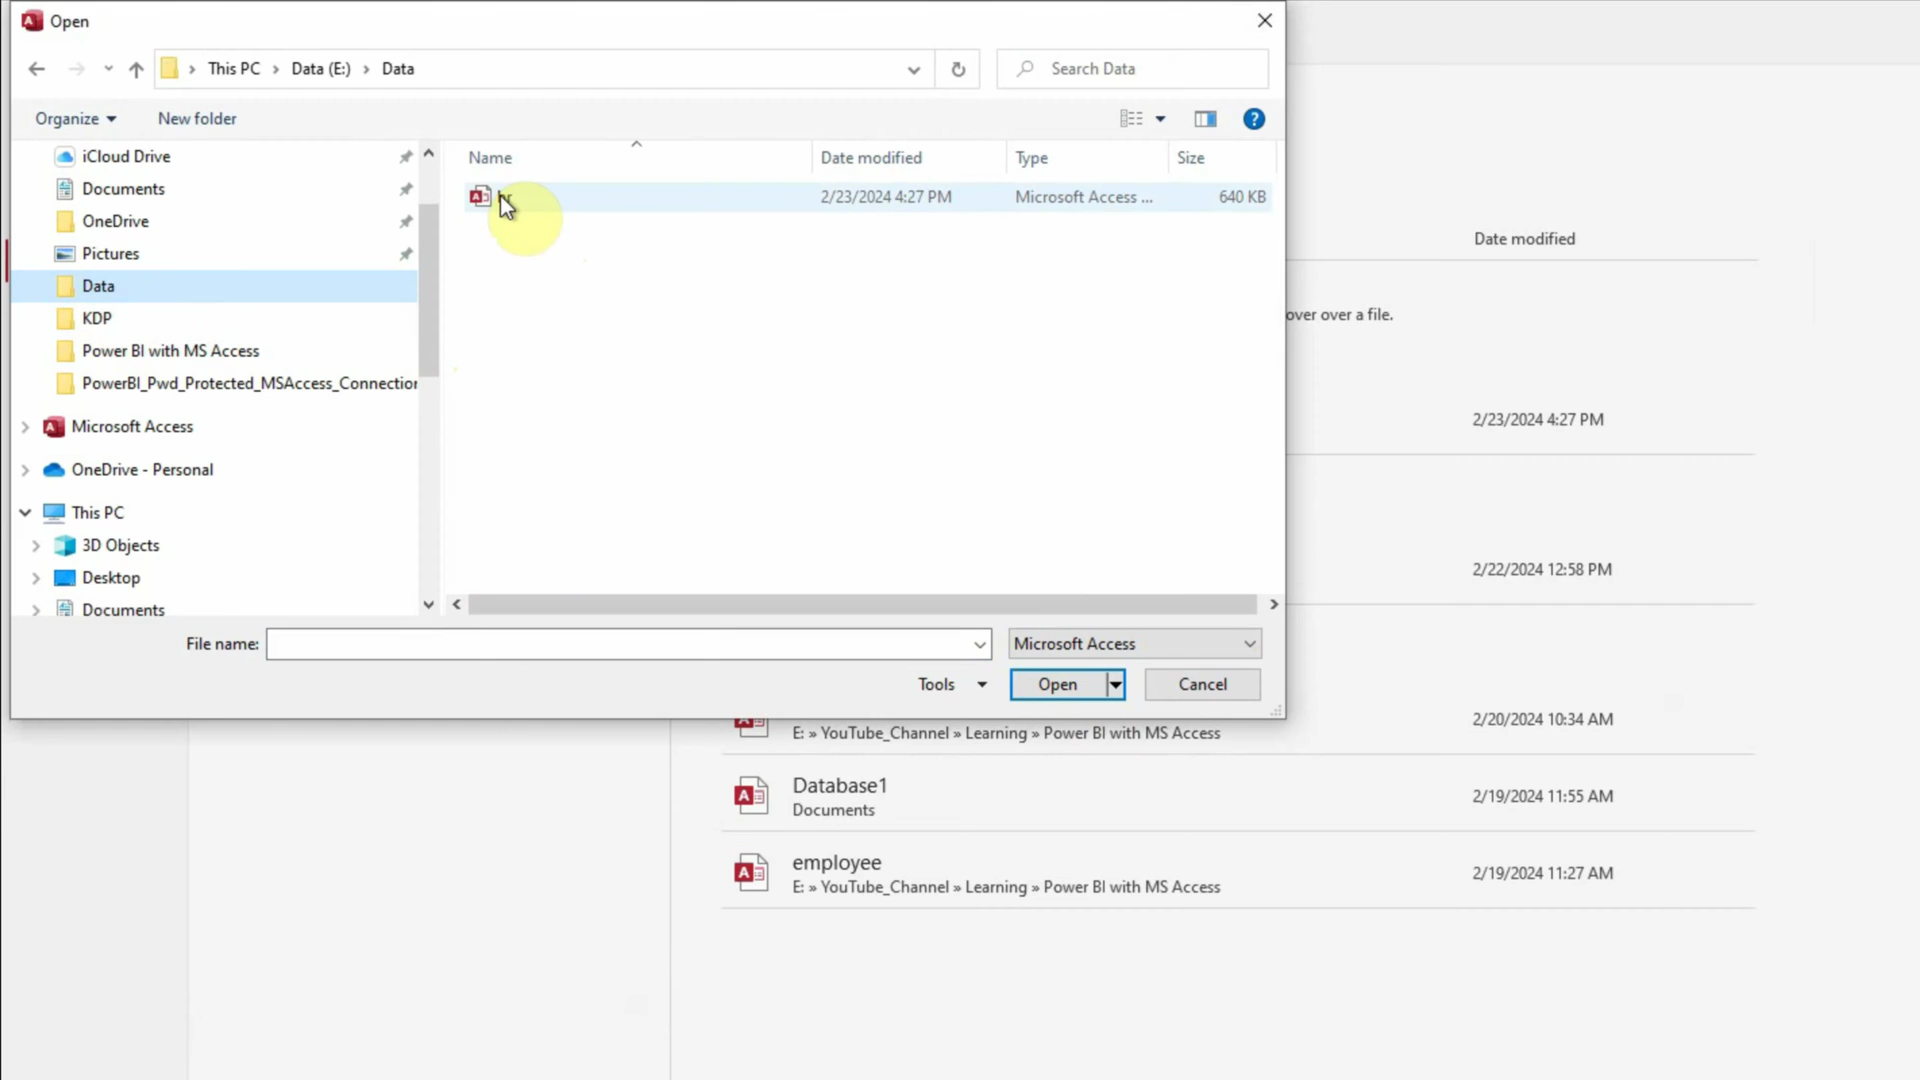 Open
This PC > Data (E:) > Data
Search Data
Organize
New folder
iCloud Drive
Documents
OneDrive
Pictures
Data
KDP
Power BI with MS Access
PowerBI_Pwd_Protected_MSAccess_Connection
Microsoft Access
OneDrive - Personal
This PC
3D Objects
Desktop
Documents
Name Date modified Type Size
2/23/2024 4:27 PM Microsoft Access ... 640 KB
File name:
Microsoft Access
Tools Open Cancel
Date modified
over over a file.
2/23/2024 4:27 PM
2/22/2024 12:58 PM
2/20/2024 10:34 AM
E: » YouTube_Channel » Learning » Power BI with MS Access
Database1
Documents
2/19/2024 11:55 AM
employee
E: » YouTube_Channel » Learning » Power BI with MS Access
2/19/2024 11:27 AM